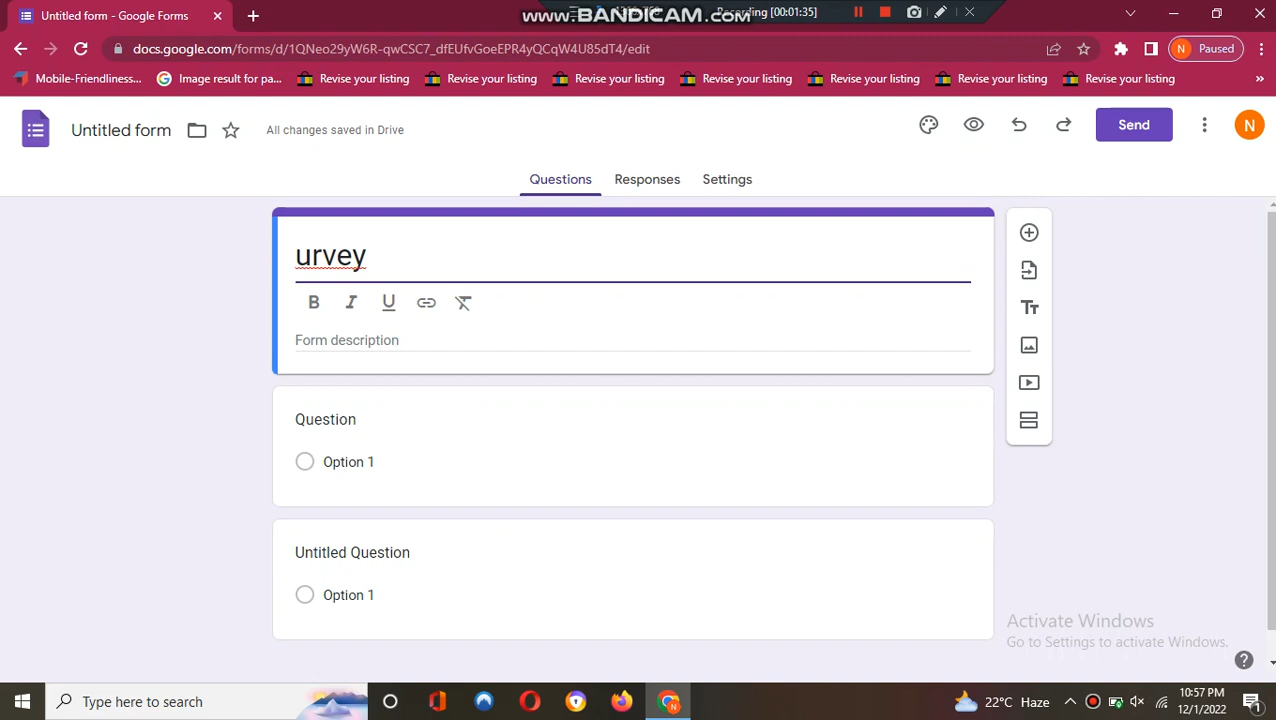 Untitled form - Google Forms
www.BANDICAM.com
Recording [00:01:35]
docs.google.com/forms/d/1QNeo29yW6R-qwCSC7_dfEUfvGoeEPR4yQCqW4U85dT4/edit
N Paused
Mobile-Friendliness...
Image result for pa...
Revise your listing
Revise your listing
Revise your listing
Revise your listing
Revise your listing
Revise your listing
Revise your listing
»
Untitled form
All changes saved in Drive
Send
N
Questions
Responses
Settings
urvey
B I U
Form description
Question
Option 1
Untitled Question
Option 1
Activate Windows
Go to Settings to activate Windows.
Type here to search
22°C Haze
10:57 PM
12/1/2022
1